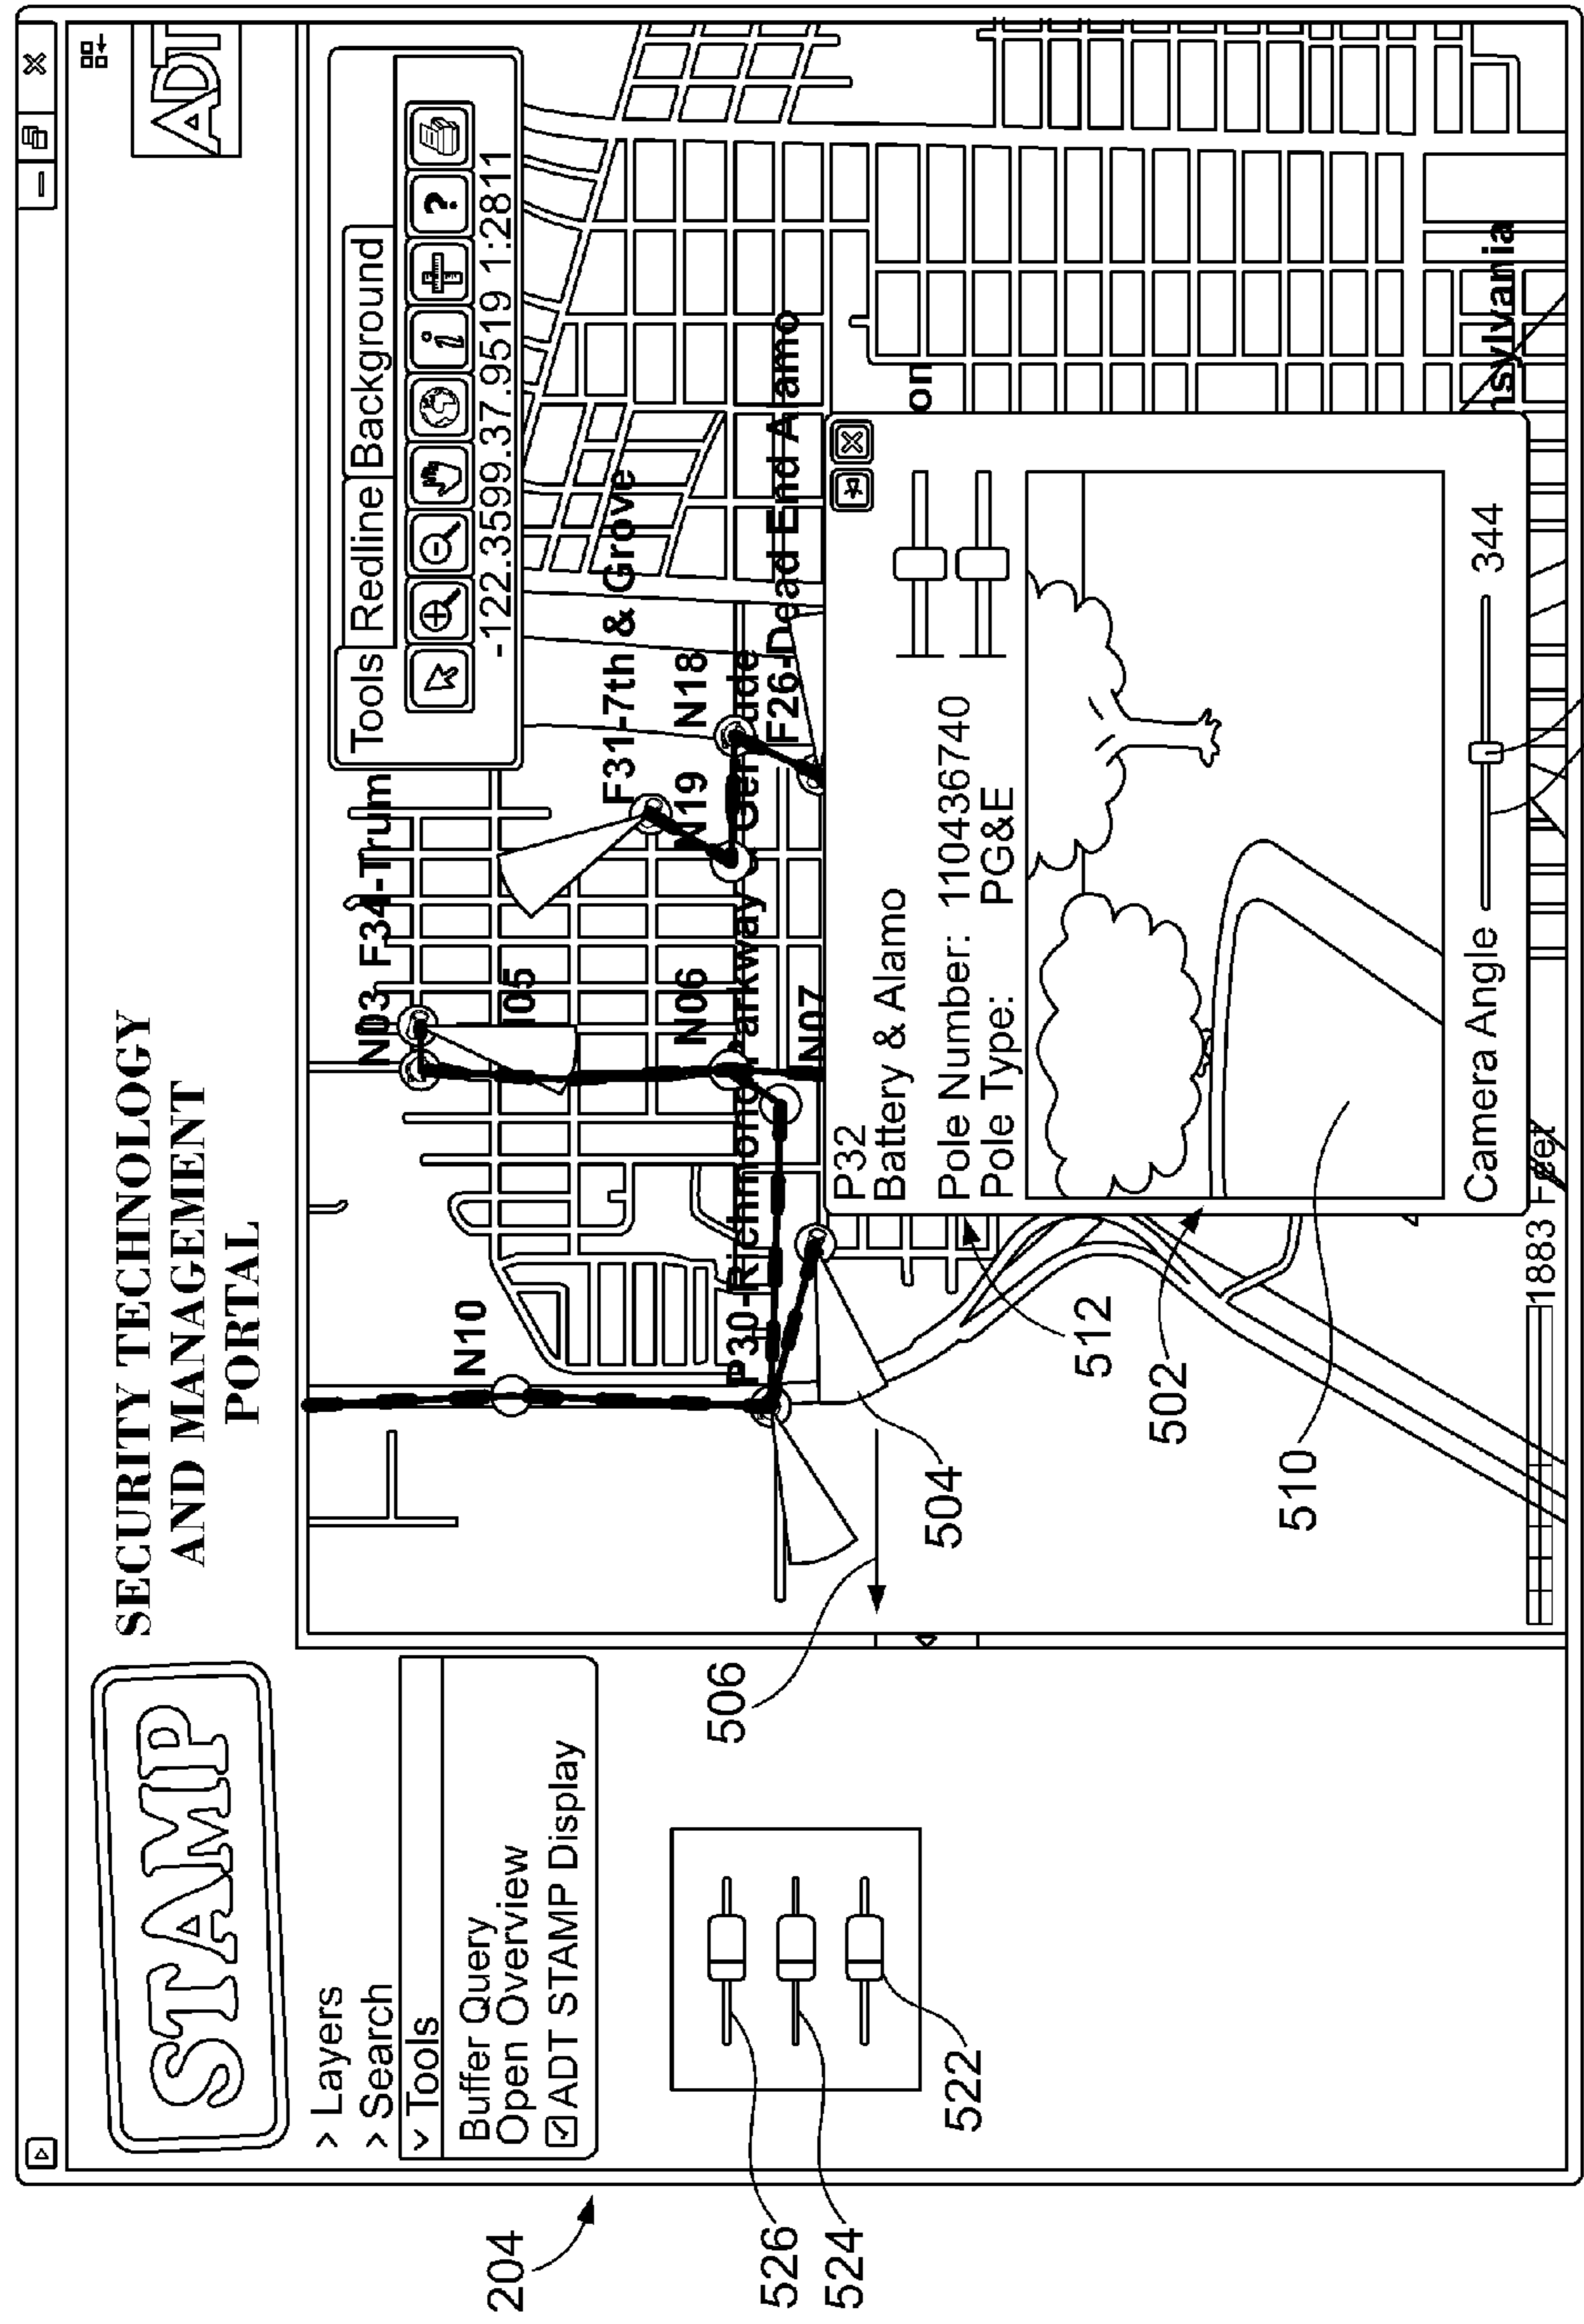 SECURITY TECHNOLOGY
AND MANAGEMENT
PORTAL
STAMP
ADT
> Layers
> Search
Tools
Buffer Query
Open Overview
ADT STAMP Display
Tools Redline Background
i ?
-122.3599.37.9519 1:2811
N03 F34-Trum
N10
F31-7th & Grove
N06 N19 N18
P30-Richmond Parkway
F26-Dead End Alamo
N07
on
nsylvania
P32
Battery & Alamo
Pole Number: 110436740
Pole Type: PG&E
Camera Angle 344
1883 Feet
204
526
524
522
506
504
512
502
510